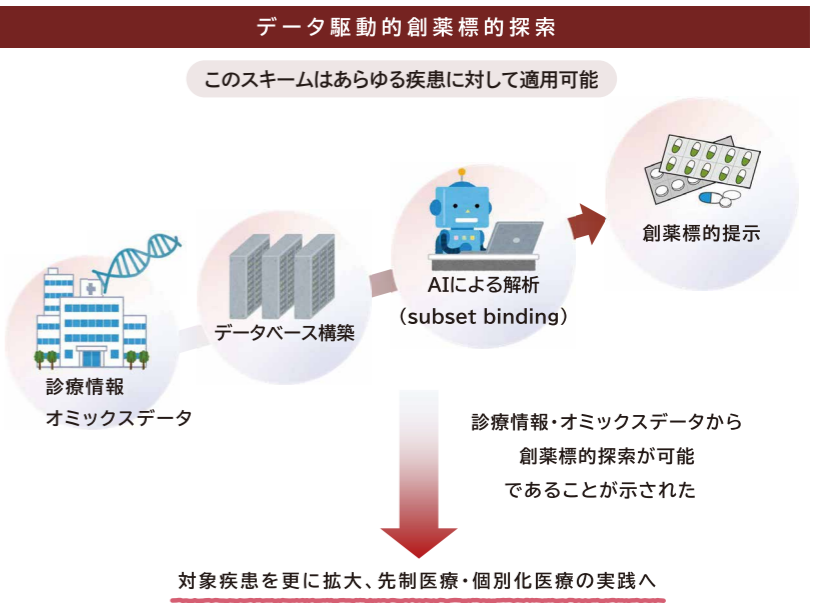 データ駆動的創薬標的探索
このスキームはあらゆる疾患に対して適用可能
診療情報
オミックスデータ
データベース構築
AIによる解析
(subset binding)
創薬標的提示
診療情報・オミックスデータから
創薬標的探索が可能
であることが示された
対象疾患を更に拡大、先制医療・個別化医療の実践へ